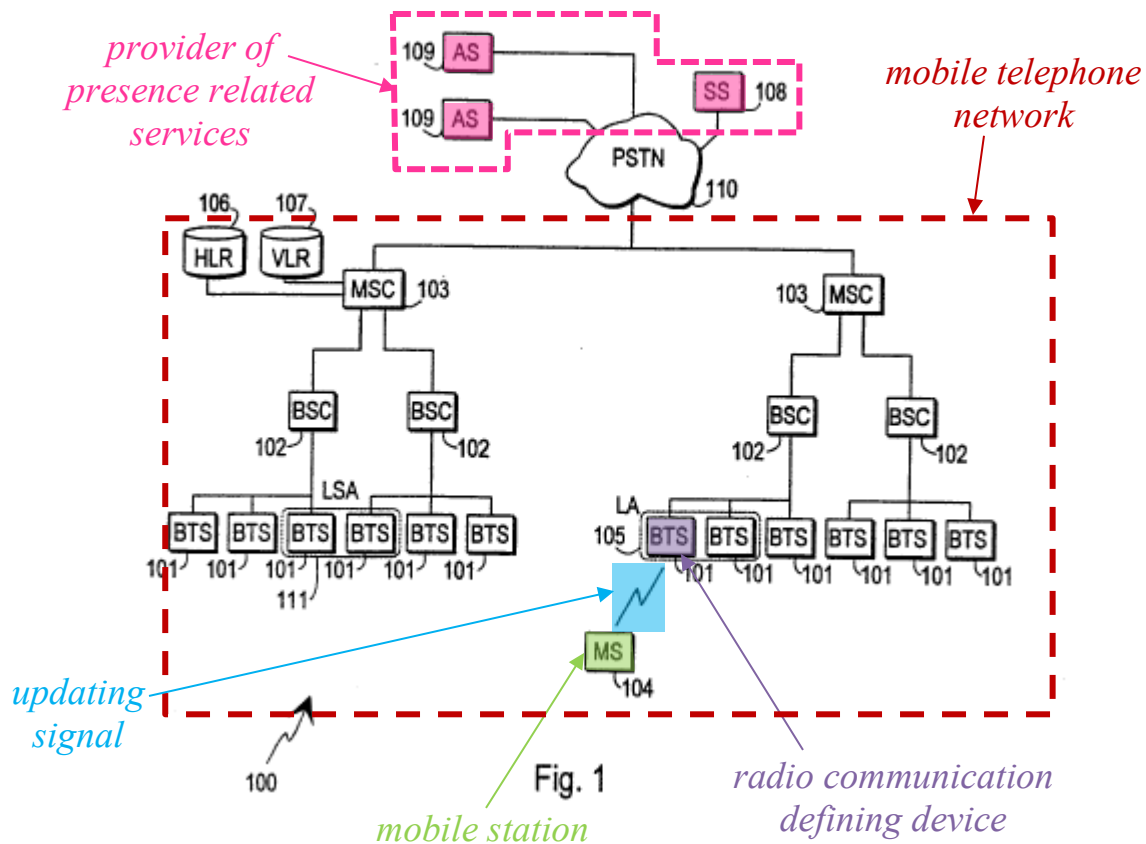 provider of
presence related
services
109
AS
109
AS
SS
108
mobile telephone
network
PSTN
110
106
107
HLR
VLR
MSC
103
103
MSC
BSC
102
BSC
102
BSC
102
BSC
102
LSA
LA
BTS BTS BTS BTS BTS BTS
105
BTS BTS BTS BTS BTS BTS
101 101 101 101 101 101
101 101 101 101 101 101
111
MS
104
updating
signal
100
Fig. 1
mobile station
radio communication
defining device